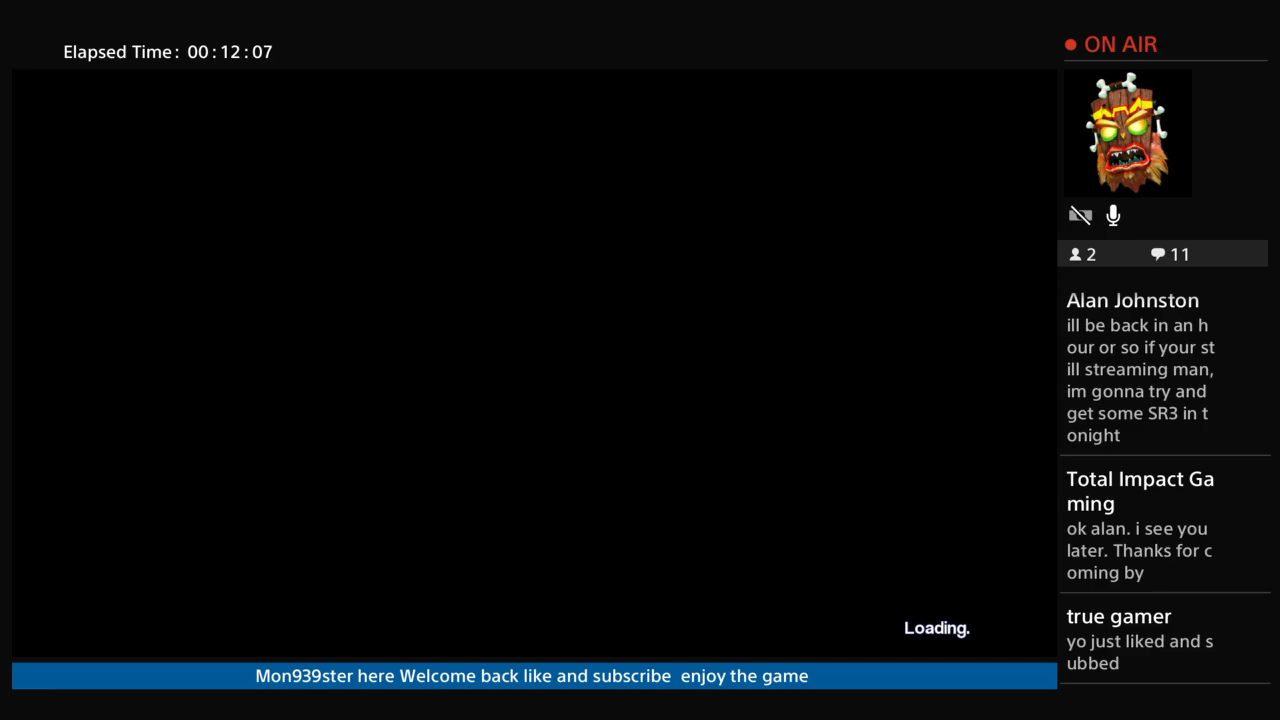 Elapsed Time: 00:12:07
ON AIR
2
11
Alan Johnston
ill be back in an h
our or so if your st
ill streaming man,
im gonna try and
get some SR3 in t
onight
Total Impact Ga
ming
ok alan. i see you
later. Thanks for c
oming by
true gamer
yo just liked and s
ubbed
Loading.
Mon939ster here Welcome back like and subscribe  enjoy the game